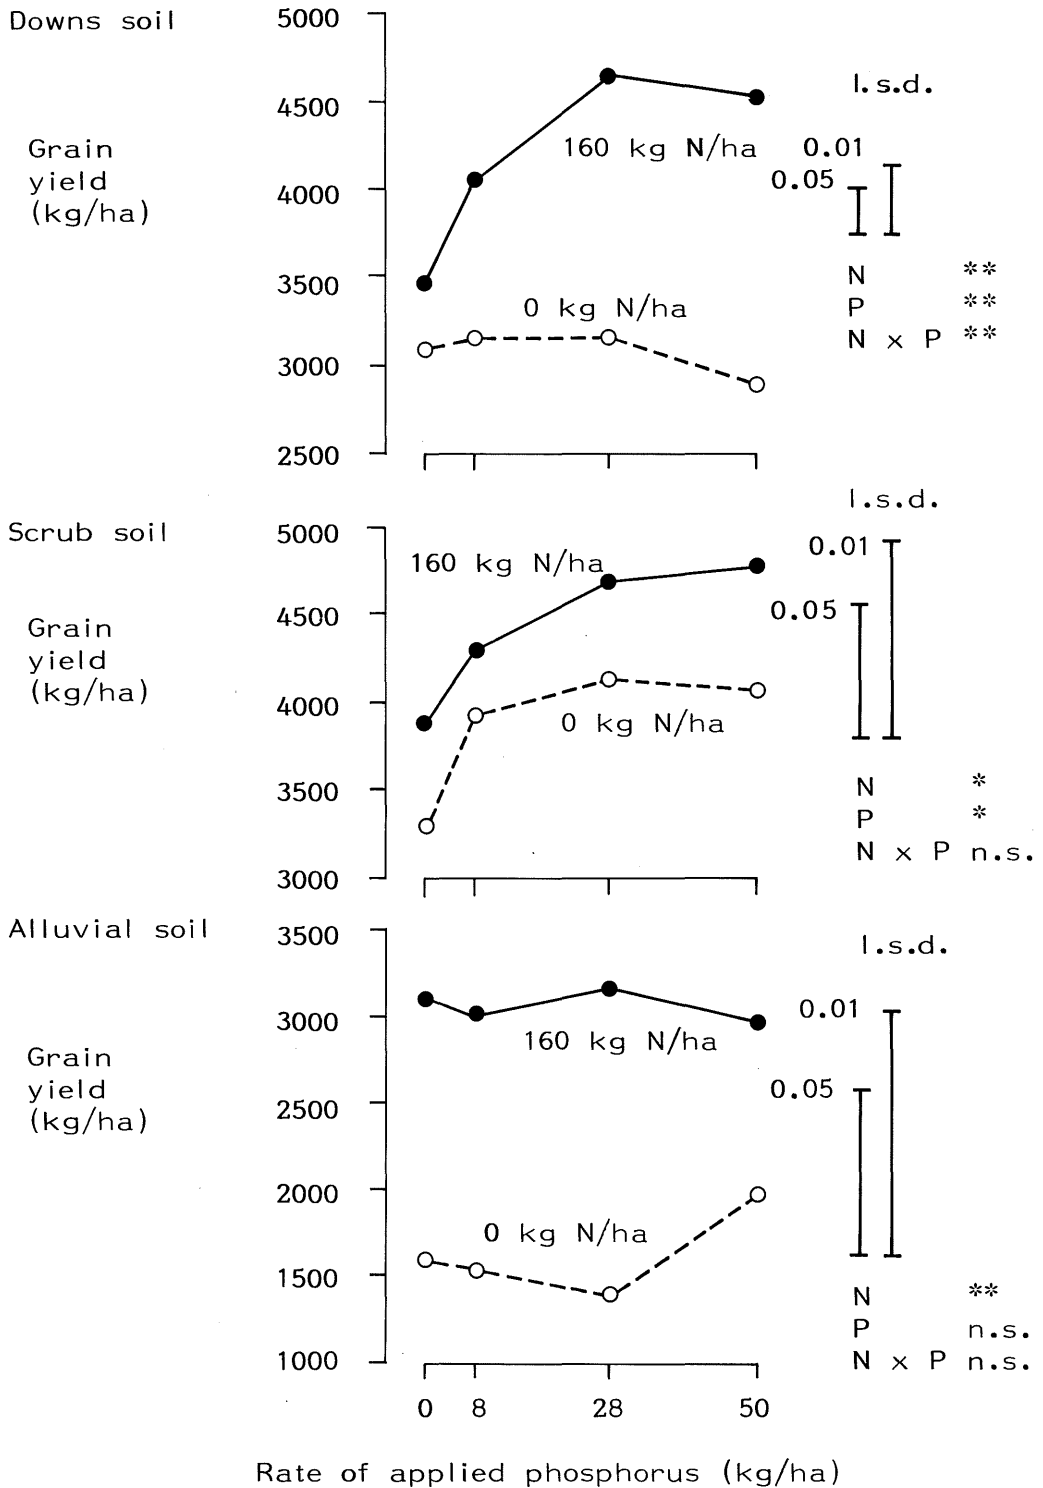 Downs soil
5000
4500
4000
3500
3000
2500
Grain
yield
(kg/ha)
160 kg N/ha
0 kg N/ha
l.s.d.
0.01
0.05
N **
P **
N × P **
Scrub soil
5000
4500
4000
3500
3000
Grain
yield
(kg/ha)
160 kg N/ha
0 kg N/ha
l.s.d.
0.01
0.05
N *
P *
N × P n.s.
Alluvial soil
3500
3000
2500
2000
1500
1000
Grain
yield
(kg/ha)
160 kg N/ha
0 kg N/ha
l.s.d.
0.01
0.05
N **
P n.s.
N × P n.s.
0 8 28 50
Rate of applied phosphorus (kg/ha)